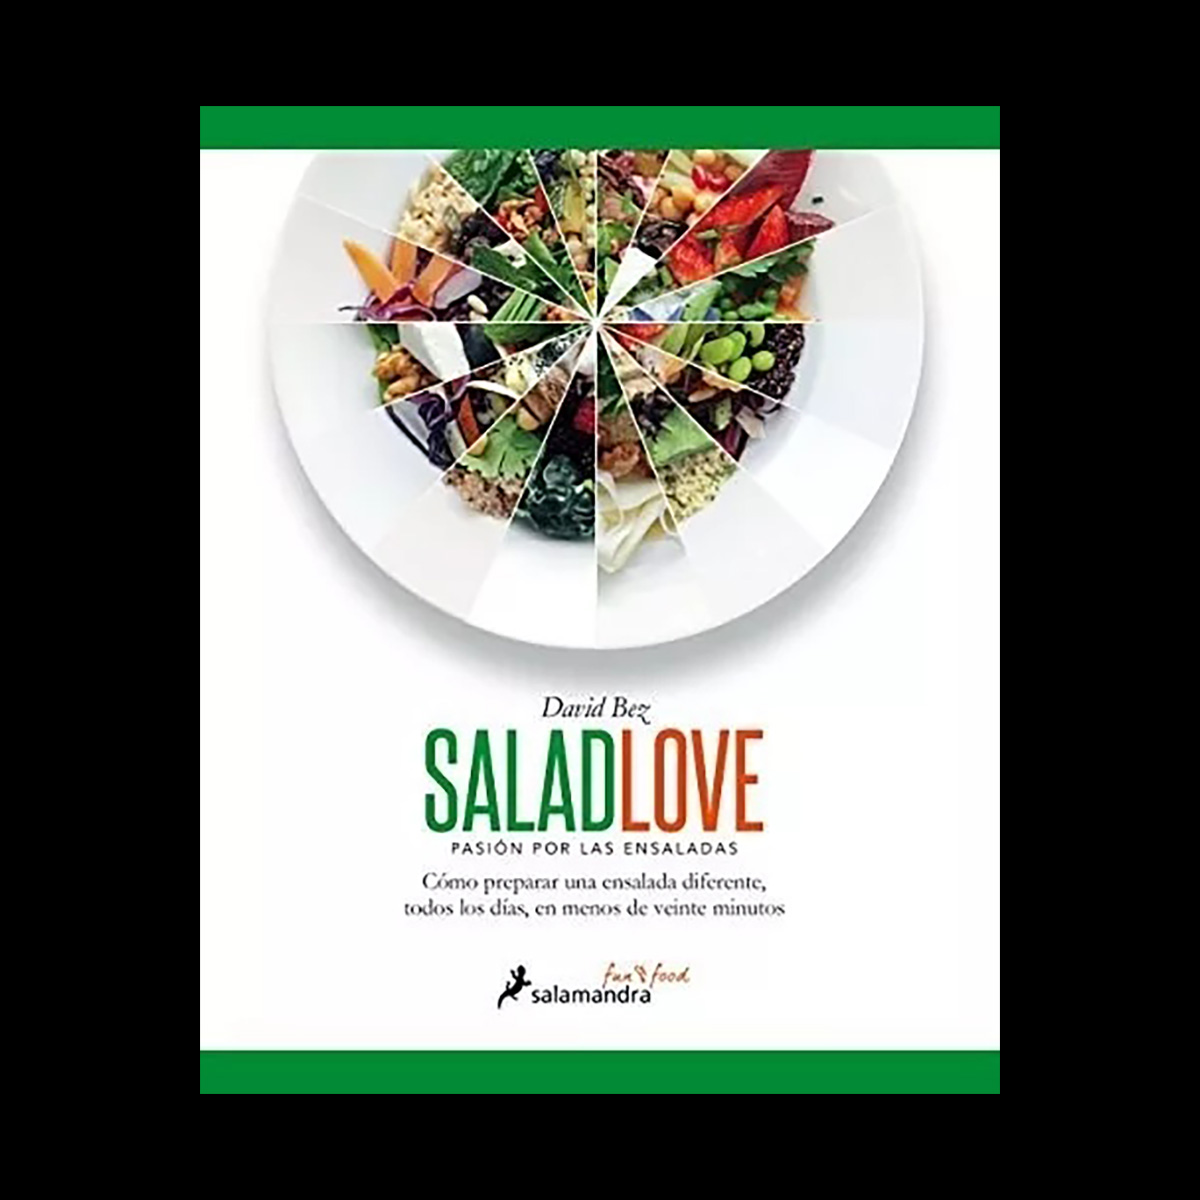 David Bez
SALADLOVE
PASIÓN POR LAS ENSALADAS
Cómo preparar una ensalada diferente,
todos los días, en menos de veinte minutos
fun food
salamandra